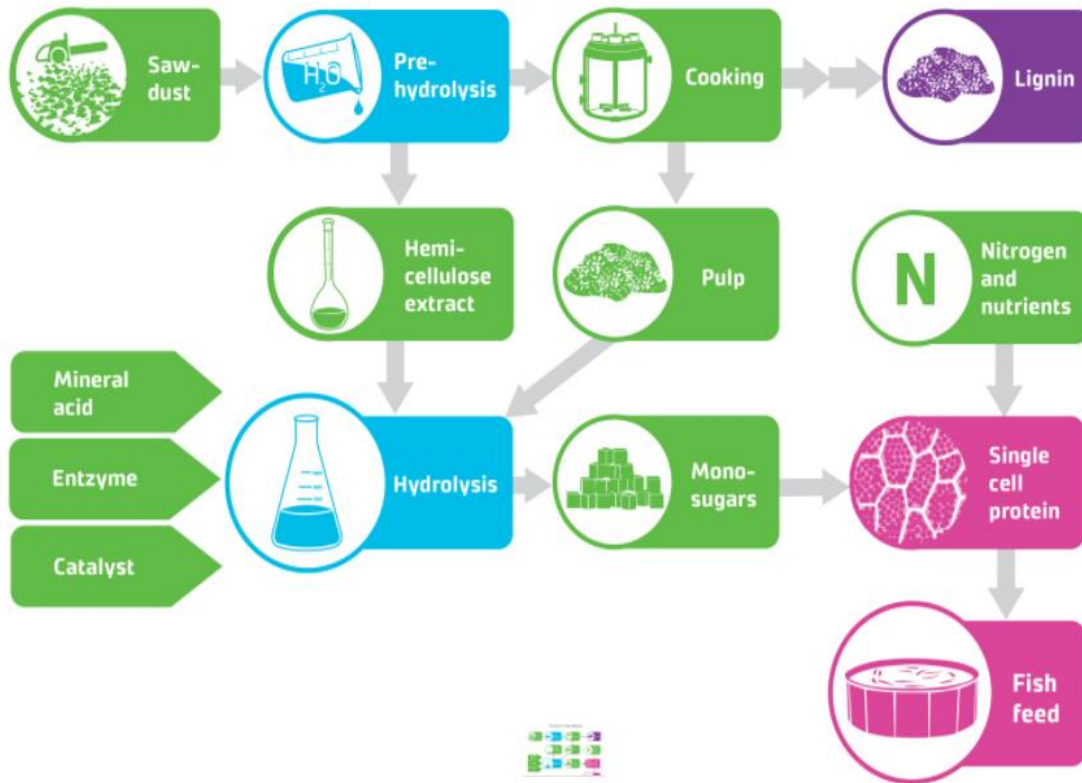 Saw-
dust
H2O
Pre-
hydrolysis
Cooking
Lignin
Hemi-
cellulose
extract
Pulp
N
Nitrogen
and
nutrients
Mineral
acid
Entzyme
Catalyst
Hydrolysis
Mono-
sugars
Single
cell
protein
Fish
feed